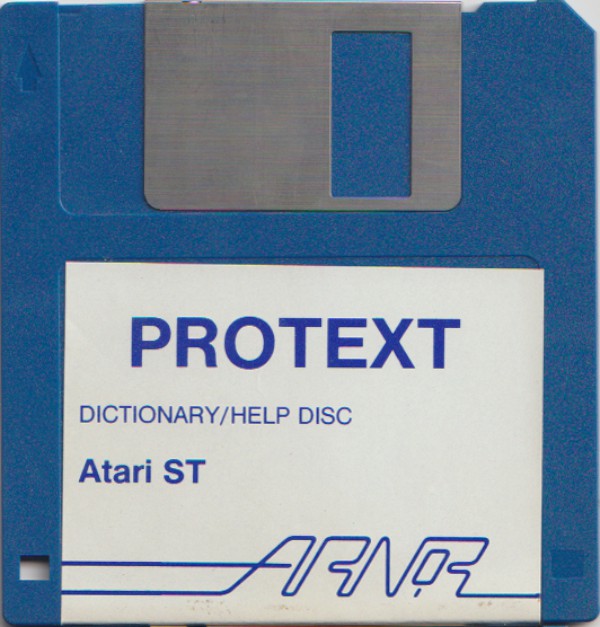 PROTEXT
DICTIONARY/HELP DISC
Atari ST
ARNOR